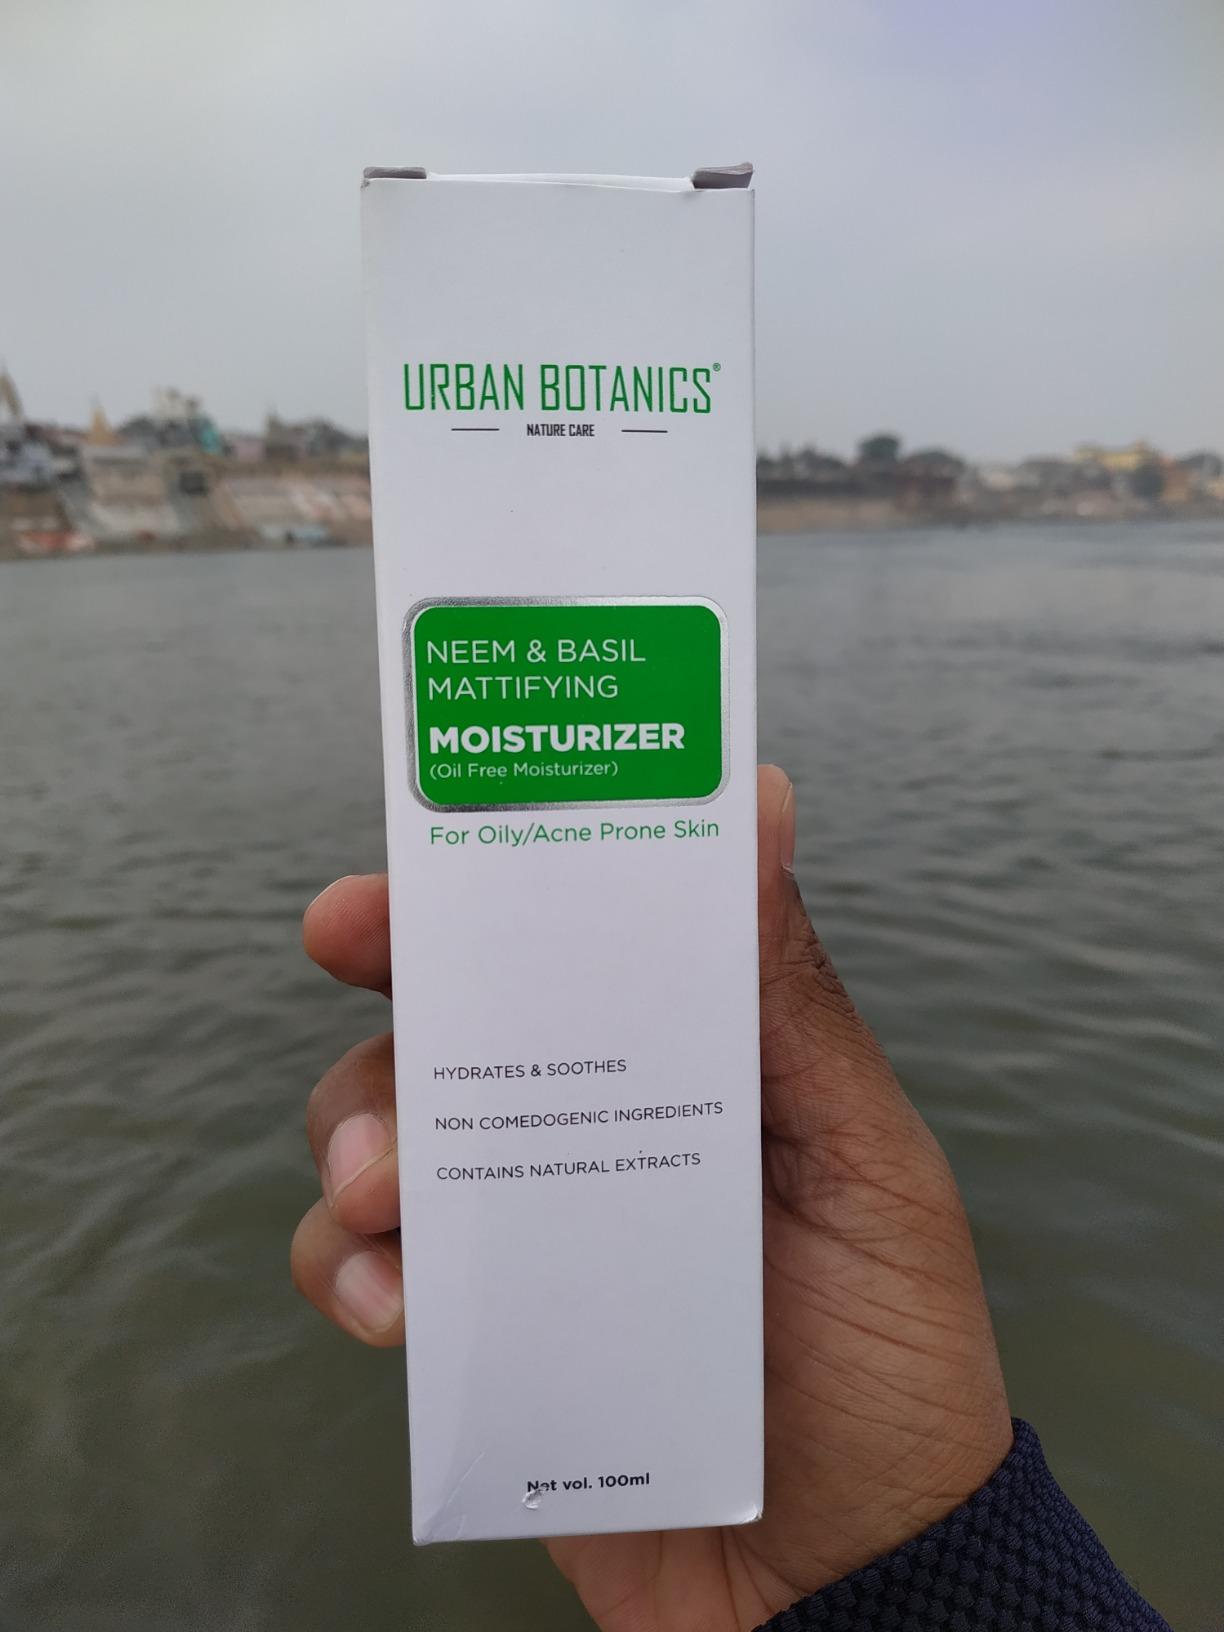 URBAN BOTANICS®
NATURE CARE
NEEM & BASIL
MATTIFYING
MOISTURIZER
(Oil Free Moisturizer)
For Oily/Acne Prone Skin
HYDRATES & SOOTHES
NON COMEDOGENIC INGREDIENTS
CONTAINS NATURAL EXTRACTS
Net vol. 100ml